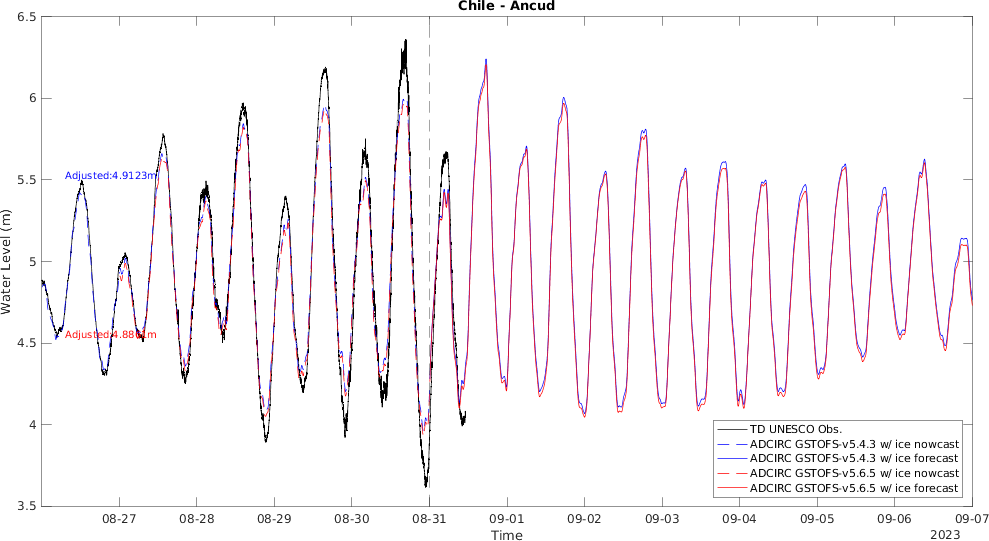 Chile - Ancud
6.5
6
5.5
5
4.5
4
3.5
Water Level (m)
Adjusted:4.9123m
TD UNESCO Obs.
ADCIRC GSTOFS-v5.4.3 w/ ice nowcast
ADCIRC GSTOFS-v5.4.3 w/ ice forecast
ADCIRC GSTOFS-v5.6.5 w/ ice nowcast
ADCIRC GSTOFS-v5.6.5 w/ ice forecast
08-27 08-28 08-29 08-30 08-31 09-01 09-02 09-03 09-04 09-05 09-06 09-07
Time
2023